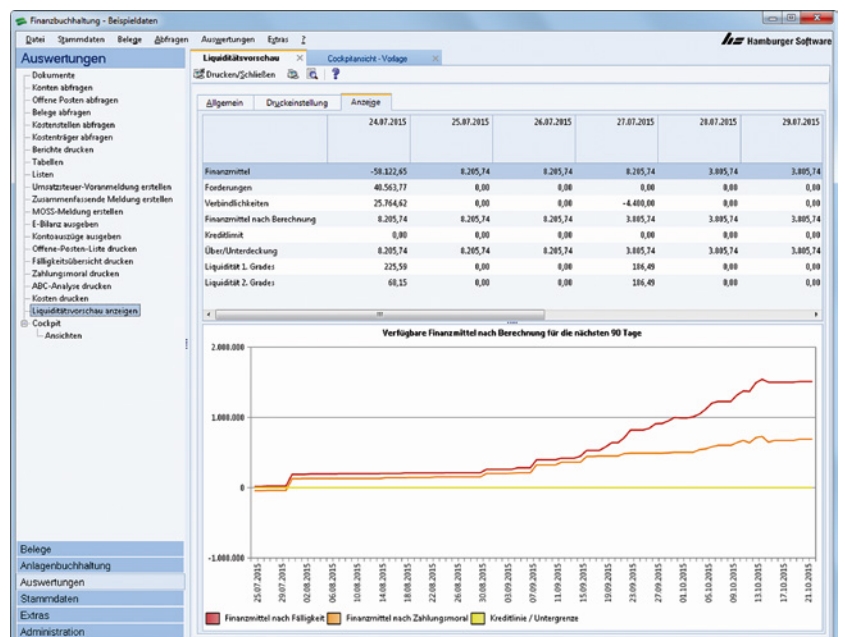 Finanzbuchhaltung - Beispieldaten
Datei Stammdaten Belege Abfragen Auswertungen Extras ?
hs Hamburger Software
Auswertungen
Dokumente
Konten abfragen
Offene Posten abfragen
Belege abfragen
Kostenstellen abfragen
Kostenträger abfragen
Berichte drucken
Tabellen
Listen
Umsatzsteuer-Voranmeldung erstellen
Zusammenfassende Meldung erstellen
MOSS-Meldung erstellen
E-Bilanz ausgeben
Kontoauszüge ausgeben
Offene-Posten-Liste drucken
Fälligkeitsübersicht drucken
Zahlungsmoral drucken
ABC-Analyse drucken
Kosten drucken
Liquiditätsvorschau anzeigen
Cockpit
Ansichten
Belege
Anlagenbuchhaltung
Auswertungen
Stammdaten
Extras
Administration
Liquiditätsvorschau Cockpitansicht - Vorlage
Drucken/Schließen ?
Allgemein Druckeinstellung Anzeige
24.07.2015 25.07.2015 26.07.2015 27.07.2015 28.07.2015 29.07.2015
Finanzmittel -58.122,65 8.205,74 8.205,74 8.205,74 3.805,74 3.805,74
Forderungen 40.563,77 0,00 0,00 0,00 0,00 0,00
Verbindlichkeiten 25.764,62 0,00 0,00 -4.400,00 0,00 0,00
Finanzmittel nach Berechnung 8.205,74 8.205,74 8.205,74 3.805,74 3.805,74 3.805,74
Kreditlimit 0,00 0,00 0,00 0,00 0,00 0,00
Über/Unterdeckung 8.205,74 8.205,74 8.205,74 3.805,74 3.805,74 3.805,74
Liquidität 1. Grades 225,59 0,00 0,00 186,49 0,00 0,00
Liquidität 2. Grades 68,15 0,00 0,00 186,49 0,00 0,00
Verfügbare Finanzmittel nach Berechnung für die nächsten 90 Tage
2.000.000
1.000.000
0
-1.000.000
25.07.2015 29.07.2015 02.08.2015 06.08.2015 10.08.2015 14.08.2015 18.08.2015 22.08.2015 26.08.2015 30.08.2015 03.09.2015 07.09.2015 11.09.2015 15.09.2015 19.09.2015 23.09.2015 27.09.2015 01.10.2015 05.10.2015 09.10.2015 13.10.2015 17.10.2015 21.10.2015
Finanzmittel nach Fälligkeit Finanzmittel nach Zahlungsmoral Kreditlinie / Untergrenze